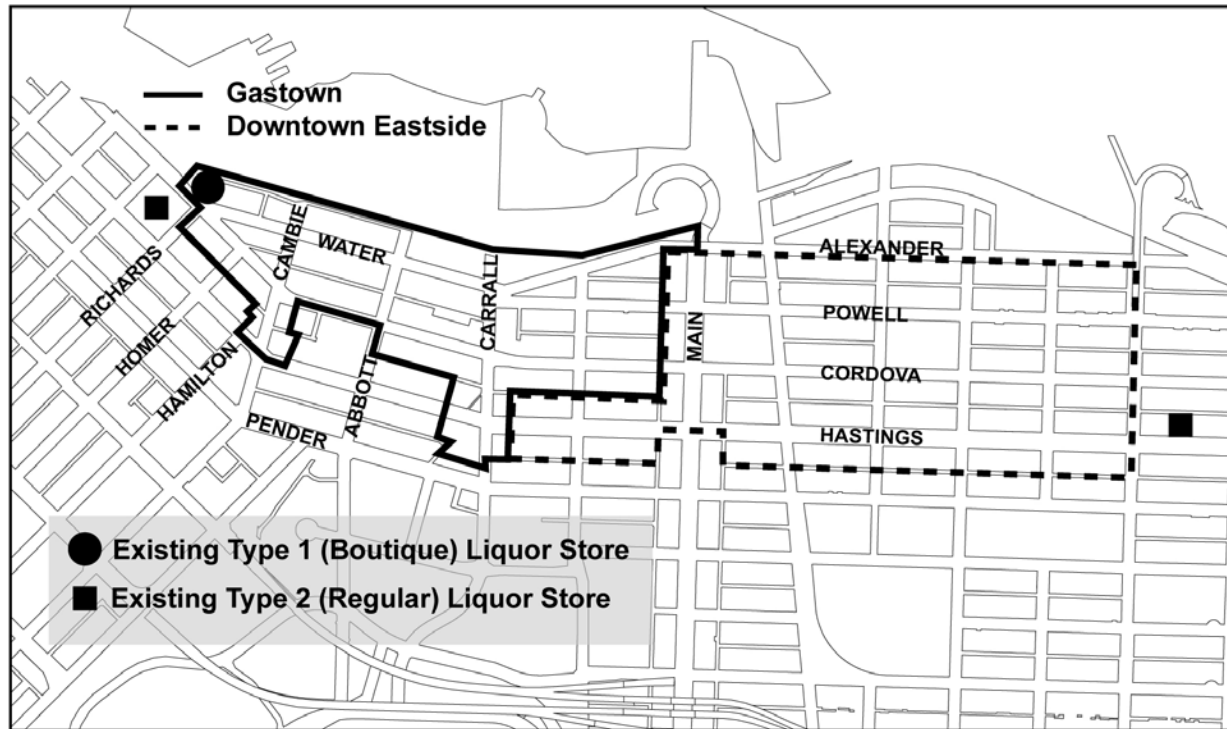 Gastown
Downtown Eastside
CAMBIE
WATER
ALEXANDER
RICHARDS
CARRALL
POWELL
MAIN
HOMER
HAMILTON
ABBOTT
CORDOVA
PENDER
HASTINGS
Existing Type 1 (Boutique) Liquor Store
Existing Type 2 (Regular) Liquor Store